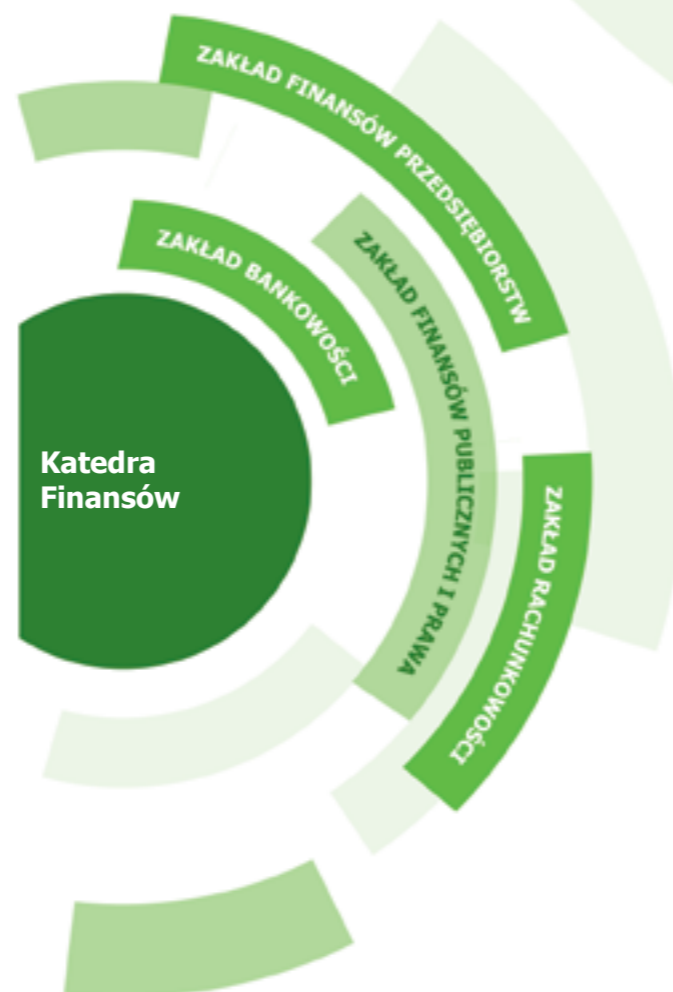 ZAKŁAD FINANSÓW PRZEDSIĘBIORSTW
ZAKŁAD BANKOWOŚCI
ZAKŁAD FINANSÓW PUBLICZNYCH I PRAWA
Katedra
Finansów
ZAKŁAD RACHUNKOWOŚCI